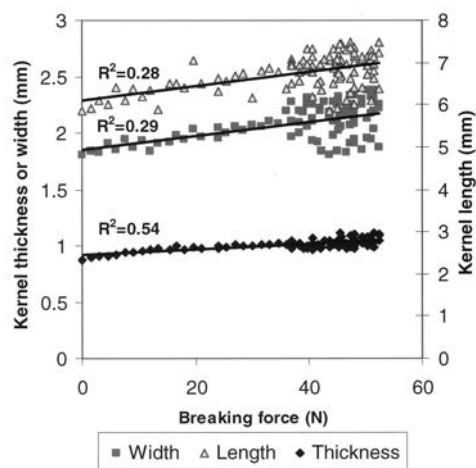 Kernel thickness or width (mm)
3
2.5
2
1.5
1
0.5
0
R²=0.28
R²=0.29
R²=0.54
8
7
6
5
4
3
2
1
0
Kernel length (mm)
0 20 40 60
Breaking force (N)
Width Length Thickness